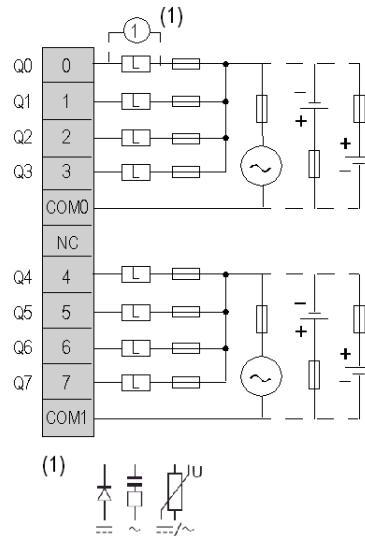 1 (1)
Q0 0 L
Q1 1 L
Q2 2 L
Q3 3 L
COM0
NC
Q4 4 L
Q5 5 L
Q6 6 L
Q7 7 L
COM1
− + + −
− + + −
(1)
U